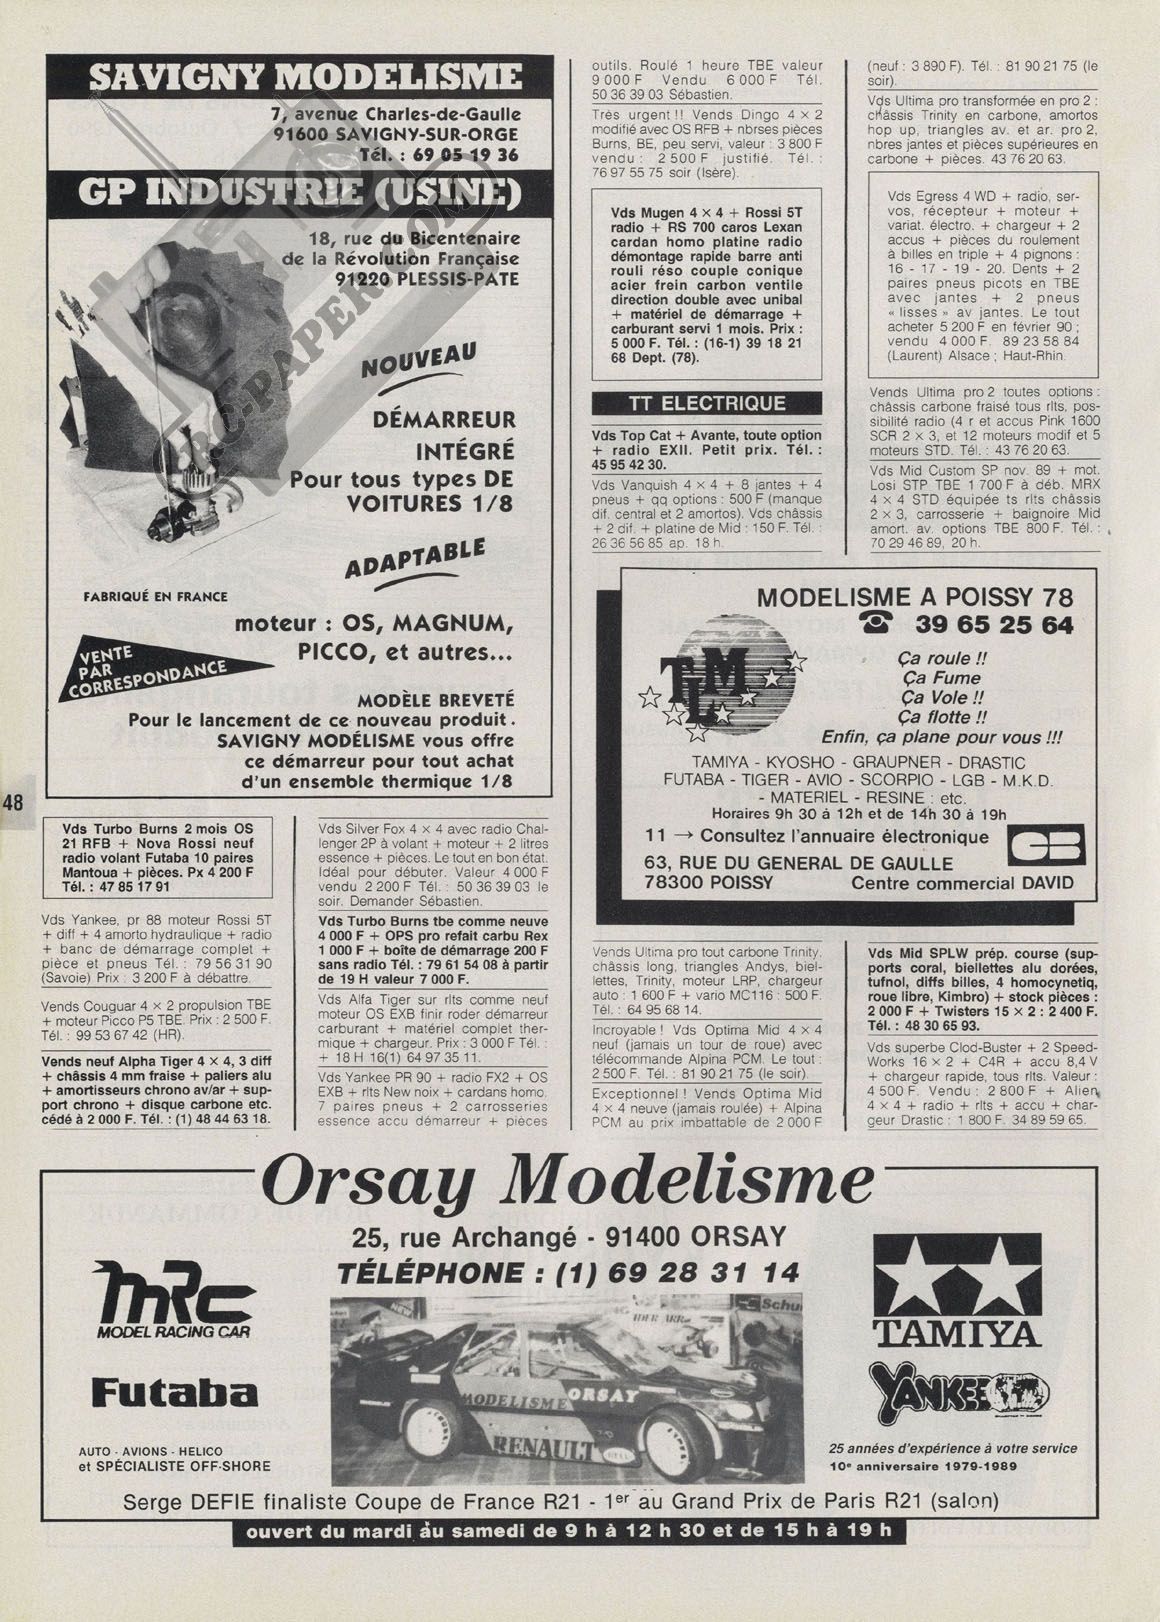 SAVIGNY MODELISME
7, avenue Charles-de-Gaulle
91600 SAVIGNY-SUR-ORGE
Tél. : 69 05 19 36
GP INDUSTRIE (USINE)
18, rue du Bicentenaire
de la Révolution Française
91220 PLESSIS-PATE
RC-PAPER.COM
NOUVEAU
DÉMARREUR
INTÉGRÉ
Pour tous types DE
VOITURES 1/8
ADAPTABLE
FABRIQUÉ EN FRANCE
moteur : OS, MAGNUM,
PICCO, et autres...
VENTE
PAR
CORRESPONDANCE
MODÈLE BREVETÉ
Pour le lancement de ce nouveau produit.
SAVIGNY MODÉLISME vous offre
ce démarreur pour tout achat
d'un ensemble thermique 1/8
48
Vds Turbo Burns 2 mois OS
21 RFB + Nova Rossi neuf
radio volant Futaba 10 paires
Mantoua + pièces. Px 4 200 F
Tél. : 47 85 17 91
Vds Yankee, pr 88 moteur Rossi 5T
+ diff + 4 amorto hydraulique + radio
+ banc de démarrage complet +
pièce et pneus Tél. : 79 56 31 90
(Savoie) Prix : 3 200 F à débattre.
Vends Couguar 4 × 2 propulsion TBE
+ moteur Picco P5 TBE. Prix : 2 500 F.
Tél. : 99 53 67 42 (HR).
Vends neuf Alpha Tiger 4 × 4, 3 diff
+ châssis 4 mm fraise + paliers alu
+ amortisseurs chrono av/ar + sup-
port chrono + disque carbone etc.
cédé à 2 000 F. Tél. : (1) 48 44 63 18.
Vds Silver Fox 4 × 4 avec radio Chal-
lenger 2P à volant + moteur + 2 litres
essence + pièces. Le tout en bon état.
Idéal pour débuter. Valeur 4 000 F
vendu 2 200 F Tél. : 50 36 39 03 le
soir. Demander Sébastien.
Vds Turbo Burns tbe comme neuve
4 000 F + OPS pro refait carbu Rex
1 000 F + boîte de démarrage 200 F
sans radio Tél. : 79 61 54 08 à partir
de 19 H valeur 7 000 F.
Vds Alfa Tiger sur rlts comme neuf
moteur OS EXB finir roder démarreur
carburant + matériel complet ther-
mique + chargeur. Prix : 3 000 F Tél. :
+ 18 H 16(1) 64 97 35 11.
Vds Yankee PR 90 + radio FX2 + OS
EXB + rlts New noix + cardans homo.
7 paires pneus + 2 carrosseries
essence accu démarreur + pièces
outils. Roulé 1 heure TBE valeur
9 000 F Vendu 6 000 F Tél.
50 36 39 03 Sébastien.
Très urgent !! Vends Dingo 4 × 2
modifié avec OS RFB + nbrses pièces
Burns, BE, peu servi, valeur : 3 800 F
vendu : 2 500 F justifié. Tél. :
76 97 55 75 soir (Isère).
Vds Mugen 4 × 4 + Rossi 5T
radio + RS 700 caros Lexan
cardan homo platine radio
démontage rapide barre anti
rouli réso couple conique
acier frein carbon ventile
direction double avec unibal
+ matériel de démarrage +
carburant servi 1 mois. Prix :
5 000 F. Tél. : (16-1) 39 18 21
68 Dept. (78).
TT ELECTRIQUE
Vds Top Cat + Avante, toute option
+ radio EXII. Petit prix. Tél. :
45 95 42 30.
Vds Vanquish 4 × 4 + 8 jantes + 4
pneus + qq options : 500 F (manque
dif. central et 2 amortos). Vds châssis
+ 2 dif. + platine de Mid : 150 F. Tél. :
26 36 56 85 ap. 18 h.
(neuf : 3 890 F). Tél. : 81 90 21 75 (le
soir).
Vds Ultima pro transformée en pro 2 :
châssis Trinity en carbone, amortos
hop up, triangles av. et ar. pro 2,
nbres jantes et pièces supérieures en
carbone + pièces. 43 76 20 63.
Vds Egress 4 WD + radio, ser-
vos, récepteur + moteur +
variat. électro. + chargeur + 2
accus + pièces du roulement
à billes en triple + 4 pignons :
16 - 17 - 19 - 20. Dents + 2
paires pneus picots en TBE
avec jantes + 2 pneus
« lisses » av jantes. Le tout
acheter 5 200 F en février 90 ;
vendu 4 000 F. 89 23 58 84
(Laurent) Alsace ; Haut-Rhin.
Vends Ultima pro 2 toutes options :
châssis carbone fraisé tous rlts, pos-
sibilité radio (4 r et accus Pink 1600
SCR 2 × 3, et 12 moteurs modif et 5
moteurs STD. Tél. : 43 76 20 63.
Vds Mid Custom SP nov. 89 + mot.
Losi STP TBE 1 700 F à déb. MRX
4 × 4 STD équipée ts rlts châssis
2 × 3, carrosserie + baignoire Mid
amort. av. options TBE 800 F. Tél. :
70 29 46 89, 20 h.
MODELISME A POISSY 78
☎ 39 65 25 64
TLM
Ça roule !!
Ça Fume
Ça Vole !!
Ça flotte !!
Enfin, ça plane pour vous !!!
TAMIYA - KYOSHO - GRAUPNER - DRASTIC
FUTABA - TIGER - AVIO - SCORPIO - LGB - M.K.D.
- MATERIEL - RESINE : etc.
Horaires 9h 30 à 12h et de 14h 30 à 19h
11 → Consultez l'annuaire électronique
63, RUE DU GENERAL DE GAULLE
78300 POISSY Centre commercial DAVID
CB
Vends Ultima pro tout carbone Trinity,
châssis long, triangles Andys, biel-
lettes, Trinity, moteur LRP, chargeur
auto : 1 600 F + vario MC116 : 500 F.
Tél. : 64 95 68 14.
Incroyable ! Vds Optima Mid 4 × 4
neuf (jamais un tour de roue) avec
télécommande Alpina PCM. Le tout :
2 500 F. Tél. : 81 90 21 75 (le soir).
Exceptionnel ! Vends Optima Mid
4 × 4 neuve (jamais roulée) + Alpina
PCM au prix imbattable de 2 000 F
Vds Mid SPLW prép. course (sup-
ports coral, biellettes alu dorées,
tufnol, diffs billes, 4 homocynetiq,
roue libre, Kimbro) + stock pièces :
2 000 F + Twisters 15 × 2 : 2 400 F.
Tél. : 48 30 65 93.
Vds superbe Clod-Buster + 2 Speed-
Works 16 × 2 + C4R + accu 8,4 V
+ chargeur rapide, tous rlts. Valeur :
4 500 F. Vendu : 2 800 F + Alien
4 × 4 + radio + rlts + accu + char-
geur Drastic : 1 800 F. 34 89 59 65.
Orsay Modelisme
25, rue Archangé - 91400 ORSAY
TÉLÉPHONE : (1) 69 28 31 14
MRC
MODEL RACING CAR
Futaba
AUTO - AVIONS - HELICO
et SPÉCIALISTE OFF-SHORE
MODELISME ORSAY
RENAULT
TAMIYA
YANKEE
25 années d'expérience à votre service
10e anniversaire 1979-1989
Serge DEFIE finaliste Coupe de France R21 - 1er au Grand Prix de Paris R21 (salon)
ouvert du mardi au samedi de 9 h à 12 h 30 et de 15 h à 19 h